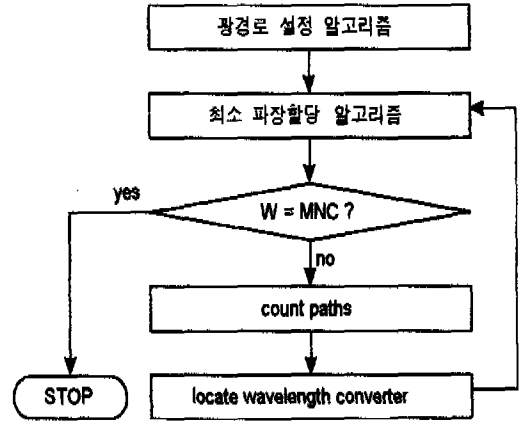 광경로 설정 알고리즘
최소 파장할당 알고리즘
yes
W = MNC ?
no
count paths
STOP
locate wavelength converter